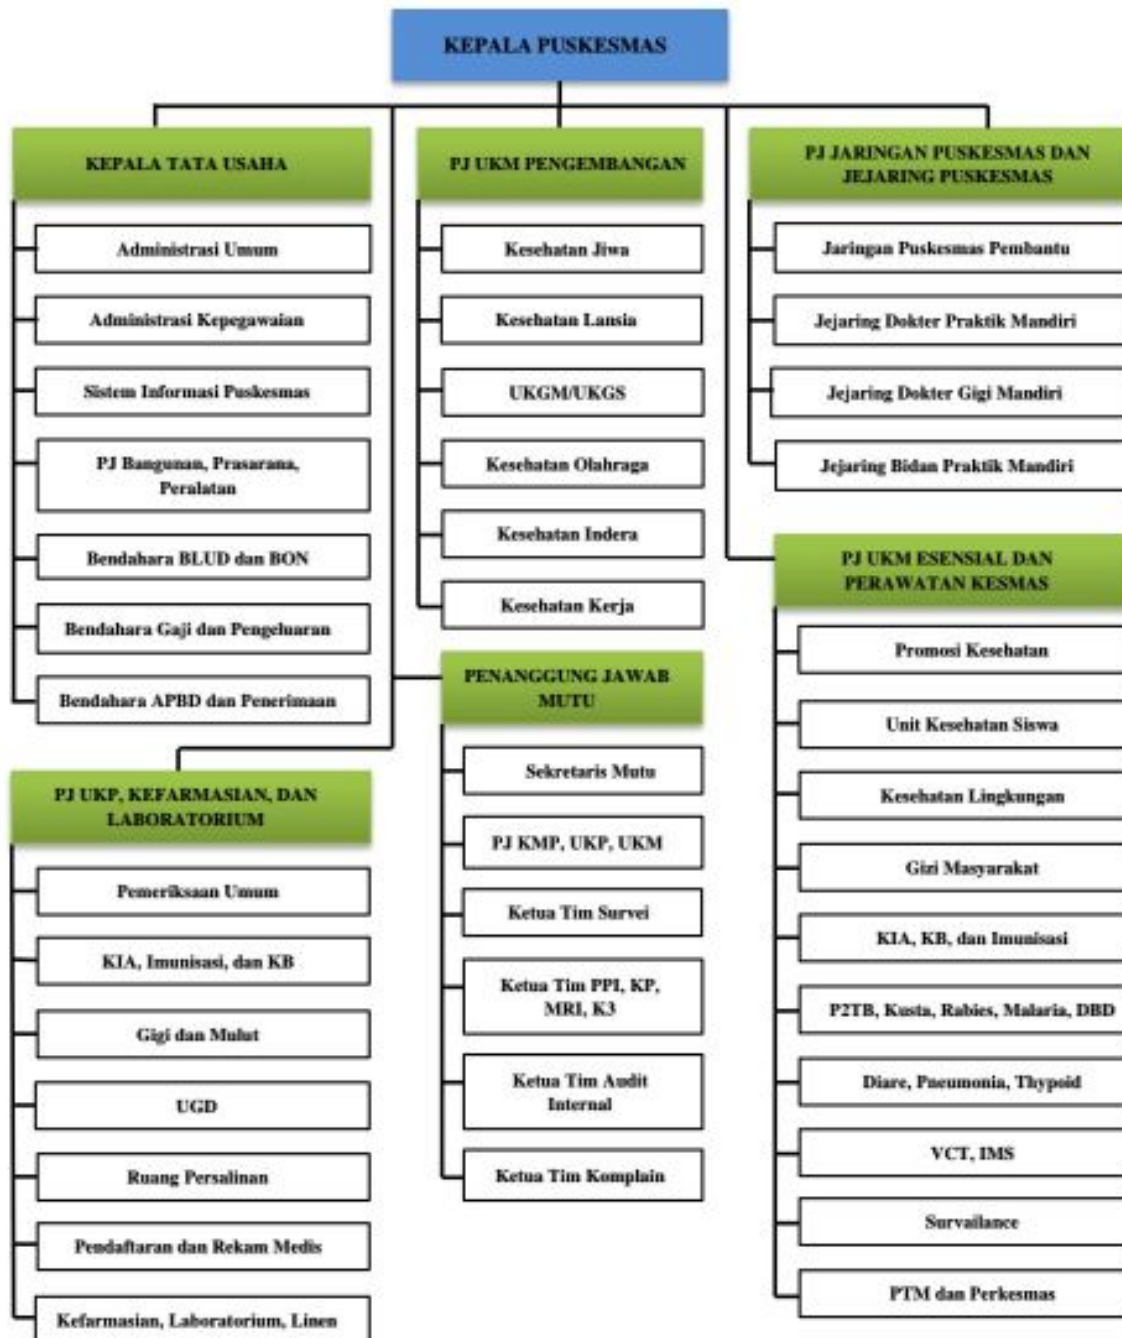 KEPALA PUSKESMAS
KEPALA TATA USAHA
Administrasi Umum
Administrasi Kepegawaian
Sistem Informasi Puskesmas
PJ Bangunan, Prasarana,
Peralatan
Bendahara BLUD dan BON
Bendahara Gaji dan Pengeluaran
Bendahara APBD dan Penerimaan
PJ UKP, KEFARMASIAN, DAN
LABORATORIUM
Pemeriksaan Umum
KIA, Imunisasi, dan KB
Gigi dan Mulut
UGD
Ruang Persalinan
Pendaftaran dan Rekam Medis
Kefarmasian, Laboratorium, Linen
PJ UKM PENGEMBANGAN
Kesehatan Jiwa
Kesehatan Lansia
UKGM/UKGS
Kesehatan Olahraga
Kesehatan Indera
Kesehatan Kerja
PENANGGUNG JAWAB
MUTU
Sekretaris Mutu
PJ KMP, UKP, UKM
Ketua Tim Survei
Ketua Tim PPI, KP,
MRI, K3
Ketua Tim Audit
Internal
Ketua Tim Komplain
PJ JARINGAN PUSKESMAS DAN
JEJARING PUSKESMAS
Jaringan Puskesmas Pembantu
Jejaring Dokter Praktik Mandiri
Jejaring Dokter Gigi Mandiri
Jejaring Bidan Praktik Mandiri
PJ UKM ESENSIAL DAN
PERAWATAN KESMAS
Promosi Kesehatan
Unit Kesehatan Siswa
Kesehatan Lingkungan
Gizi Masyarakat
KIA, KB, dan Imunisasi
P2TB, Kusta, Rabies, Malaria, DBD
Diare, Pneumonia, Thypoid
VCT, IMS
Survailance
PTM dan Perkesmas